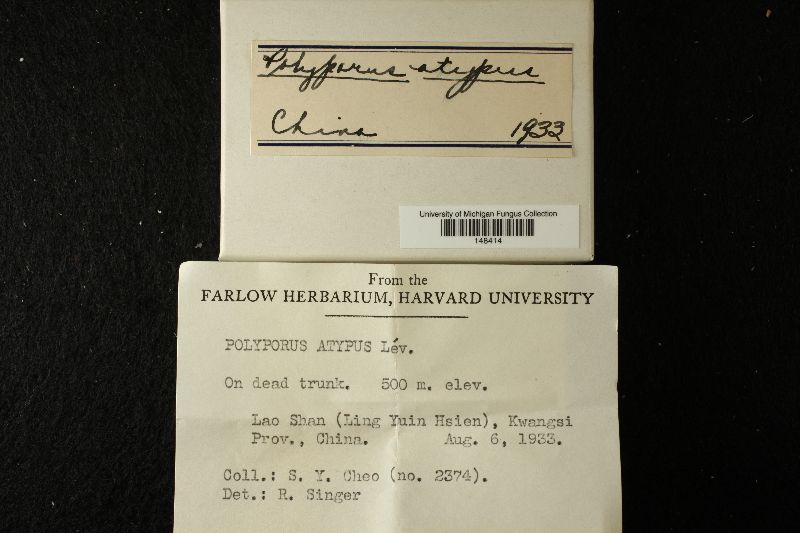 Polyporus atypus
China 1933
University of Michigan Fungus Collection
148414
From the
FARLOW HERBARIUM, HARVARD UNIVERSITY
POLYPORUS ATYPUS Lév.
On dead trunk. 500 m. elev.
Lao Shan (Ling Yuin Hsien), Kwangsi
Prov., China. Aug. 6, 1933.
Coll.: S. Y. Cheo (no. 2374).
Det.: R. Singer